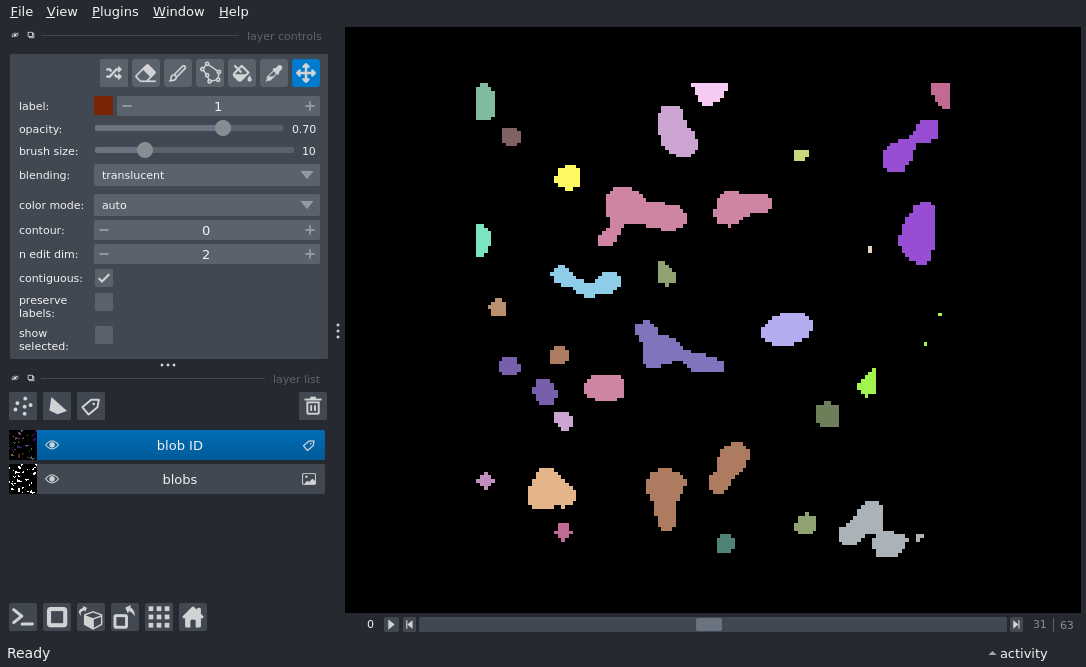 File View Plugins Window Help
layer controls
label: 1
opacity: 0.70
brush size: 10
blending: translucent
color mode: auto
contour: 0
n edit dim: 2
contiguous:
preserve
labels:
show
selected:
layer list
blob ID
blobs
0 31 63
Ready activity